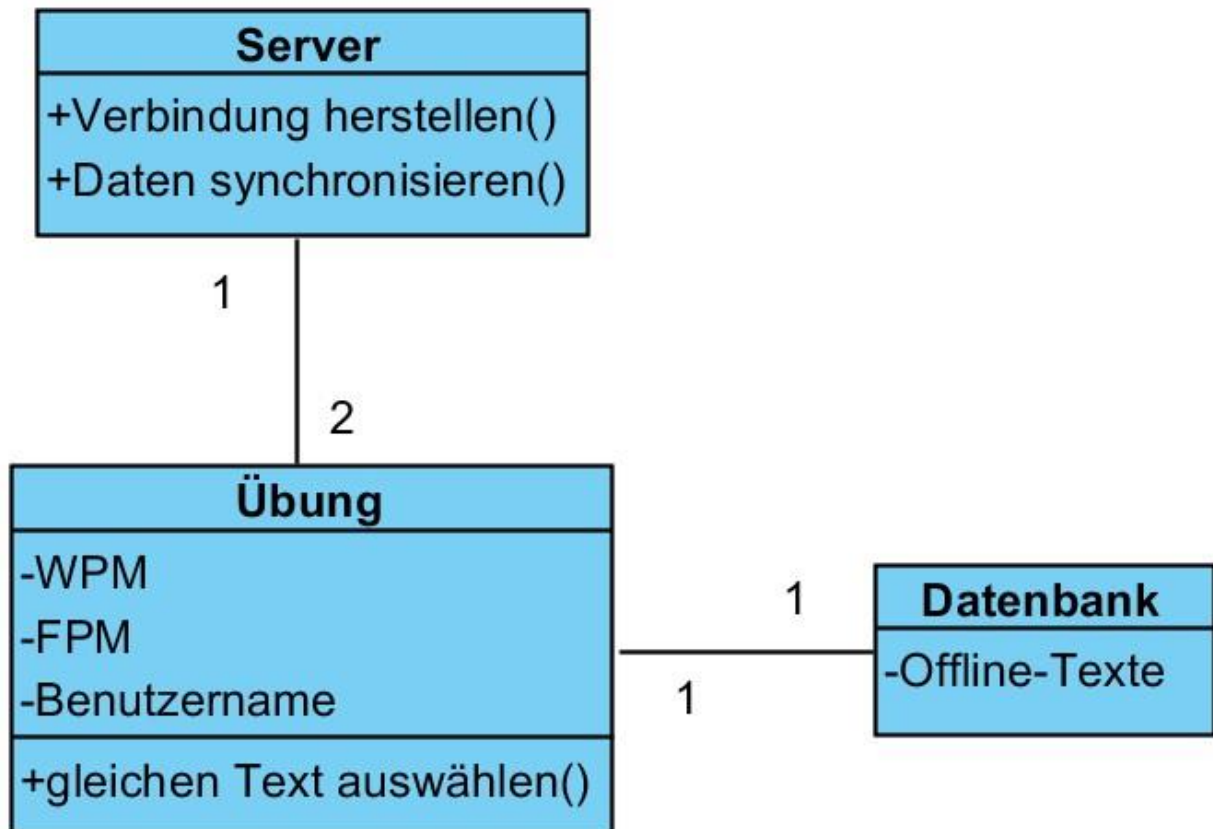 Server
+Verbindung herstellen()
+Daten synchronisieren()
1
2
Übung
-WPM
-FPM
-Benutzername
+gleichen Text auswählen()
1
1
Datenbank
-Offline-Texte